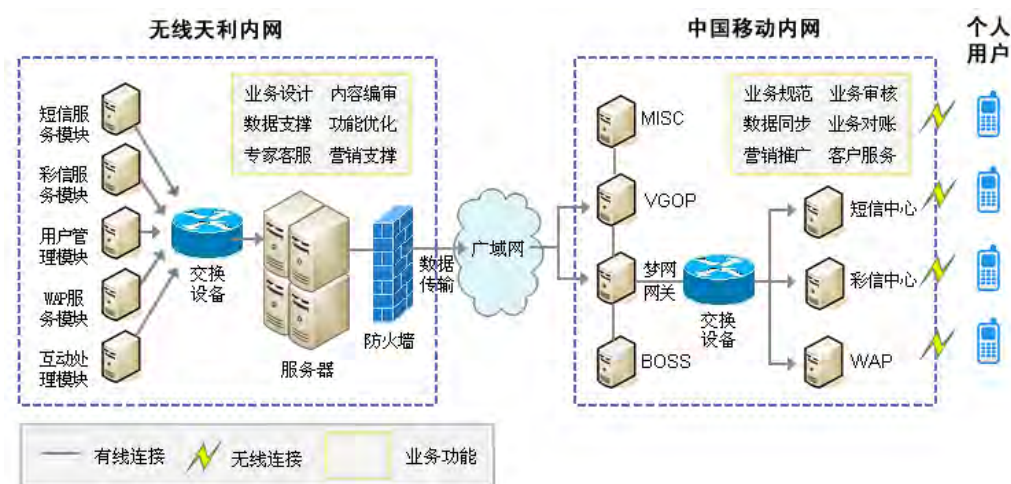 无线天利内网
中国移动内网
个人
用户
短信服
务模块
彩信服
务模块
用户管
理模块
WAP服
务模块
互动处
理模块
业务设计 内容编审
数据支撑 功能优化
专家客服 营销支撑
交换
设备
服务器
防火墙
数据
传输
广域网
MISC
VGOP
梦网
网关
BOSS
业务规范 业务审核
数据同步 业务对账
营销推广 客户服务
交换
设备
短信中心
彩信中心
WAP
有线连接 无线连接 业务功能